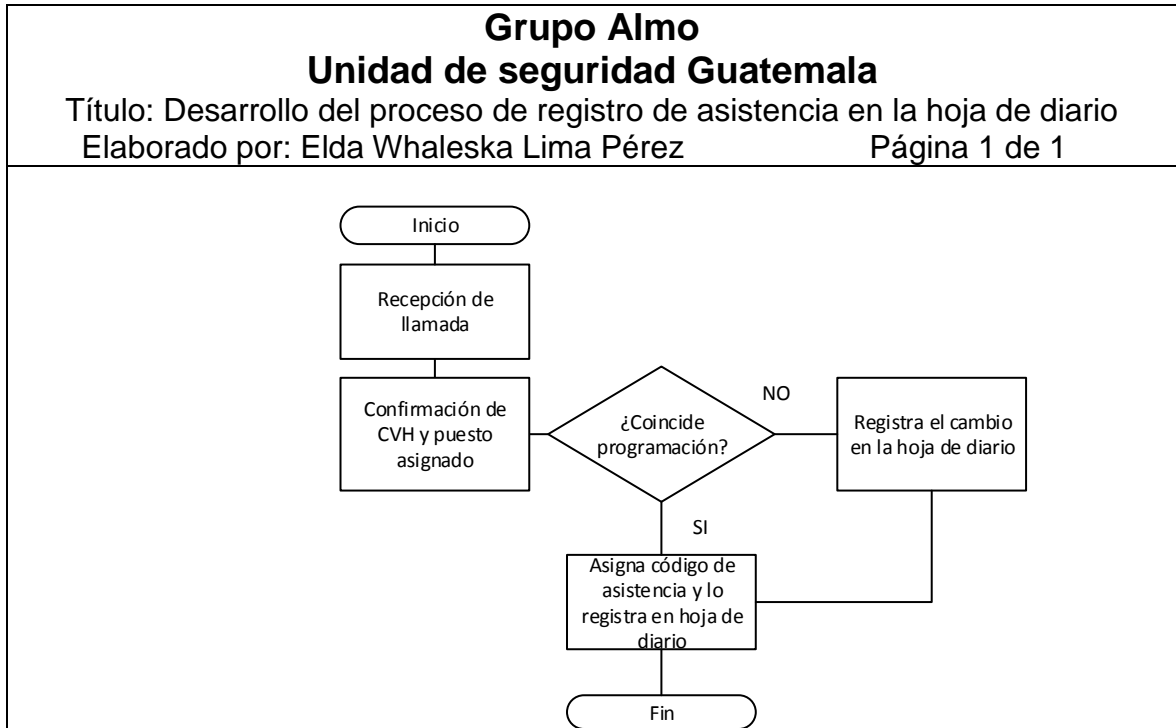 Grupo Almo
Unidad de seguridad Guatemala
Título: Desarrollo del proceso de registro de asistencia en la hoja de diario
Elaborado por: Elda Whaleska Lima Pérez Página 1 de 1
Inicio
Recepción de
llamada
Confirmación de
CVH y puesto
asignado
¿Coincide
programación?
NO
Registra el cambio
en la hoja de diario
SI
Asigna código de
asistencia y lo
registra en hoja de
diario
Fin